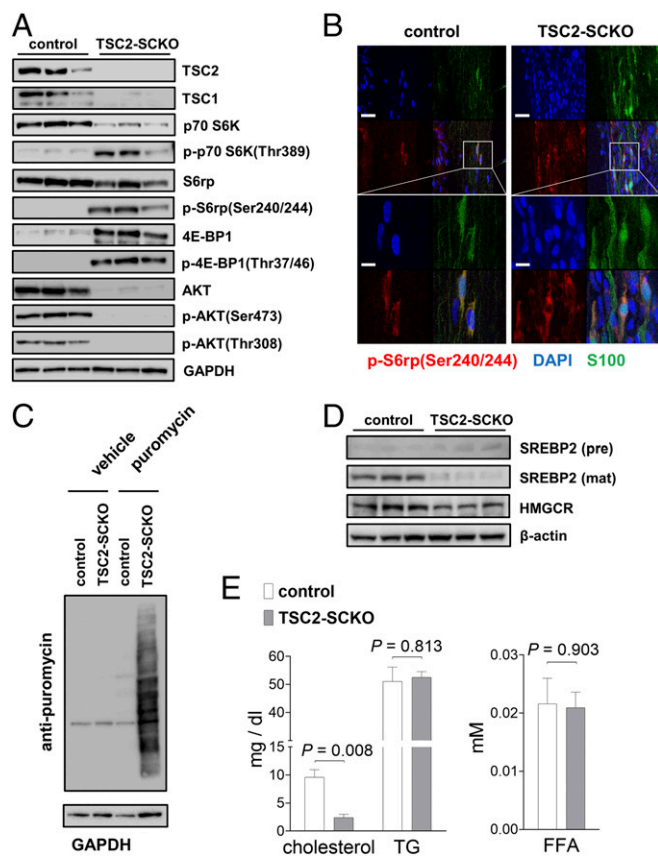 A
control TSC2-SCKO
TSC2
TSC1
p70 S6K
p-p70 S6K(Thr389)
S6rp
p-S6rp(Ser240/244)
4E-BP1
p-4E-BP1(Thr37/46)
AKT
p-AKT(Ser473)
p-AKT(Thr308)
GAPDH
B
control TSC2-SCKO
p-S6rp(Ser240/244) DAPI S100
C
vehicle puromycin
control TSC2-SCKO control TSC2-SCKO
anti-puromycin
GAPDH
D
control TSC2-SCKO
SREBP2 (pre)
SREBP2 (mat)
HMGCR
β-actin
E
control
TSC2-SCKO
mg / dl
60
50
40
15
10
5
0
P = 0.813
P = 0.008
cholesterol TG
mM
0.03
0.02
0.01
0.00
P = 0.903
FFA